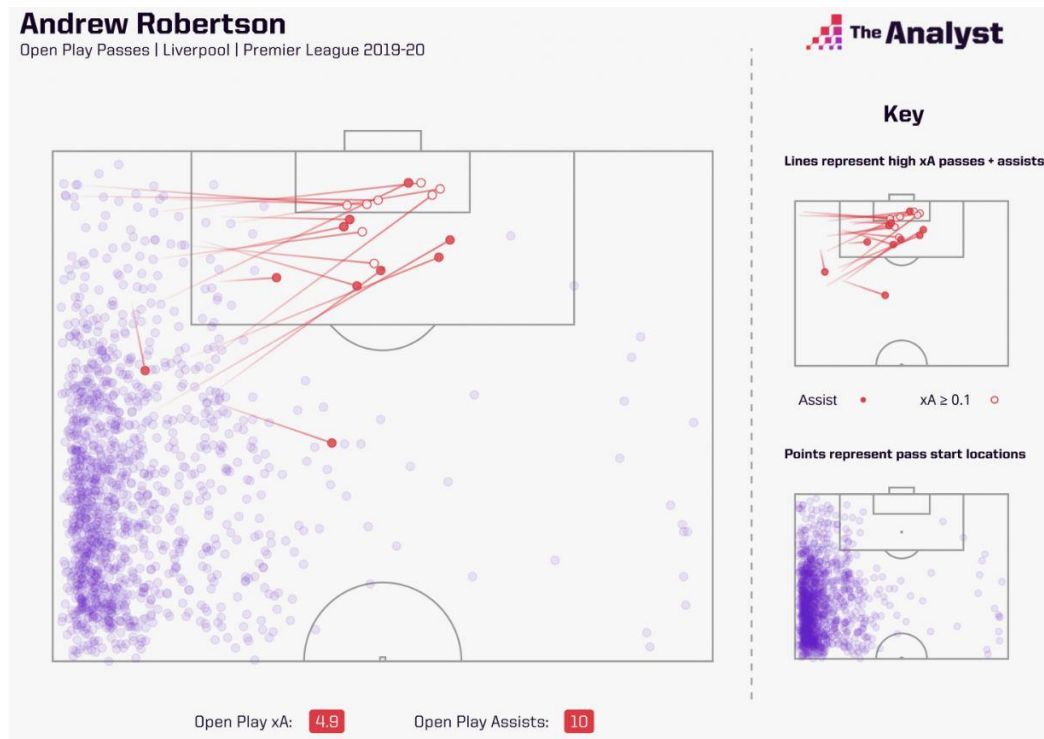 Andrew Robertson
Open Play Passes | Liverpool | Premier League 2019-20
The Analyst
Key
Lines represent high xA passes + assists
Assist
xA ≥ 0.1
Points represent pass start locations
Open Play xA: 4.9
Open Play Assists: 10